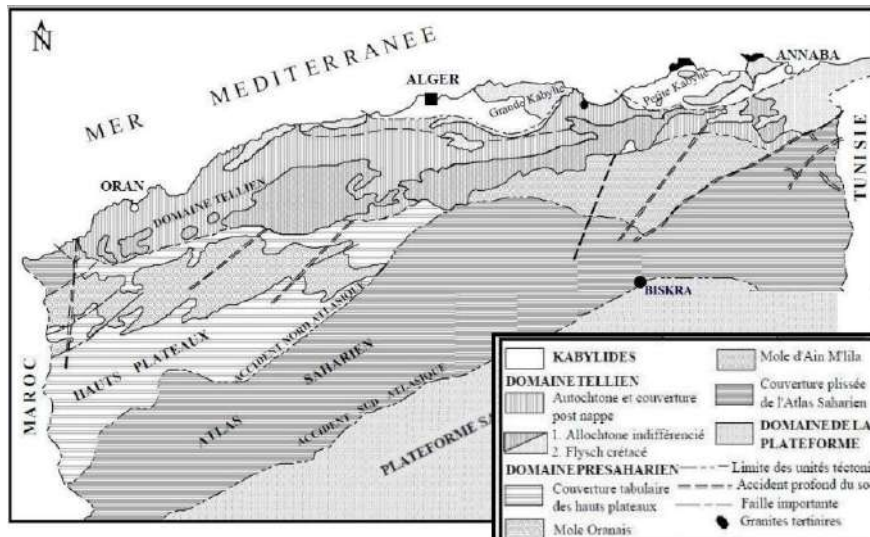 N
MER MEDITERRANEE
ALGER
ANNABA
Grande Kabylie
Petite Kabylie
ORAN
DOMAINE TELLIEN
TUNISIE
BISKRA
MAROC
HAUTS PLATEAUX
ACCIDENT NORD ATLASIQUE
ATLAS SAHARIEN
ACCIDENT SUD ATLASIQUE
PLATEFORME SA
KABYLIDES
DOMAINE TELLIEN
Autochtone et couverture
post nappe
1. Allochtone indifférencié
2. Flysch crétacé
DOMAINE PRESAHARIEN
Couverture tabulaire
des hauts plateaux
Mole Oranais
Mole d'Ain M'lila
Couverture plissée
de l'Atlas Saharien
DOMAINE DE LA
PLATEFORME
Limite des unités téctoni
Accident profond du soc
Faille importante
Granites tertiaires